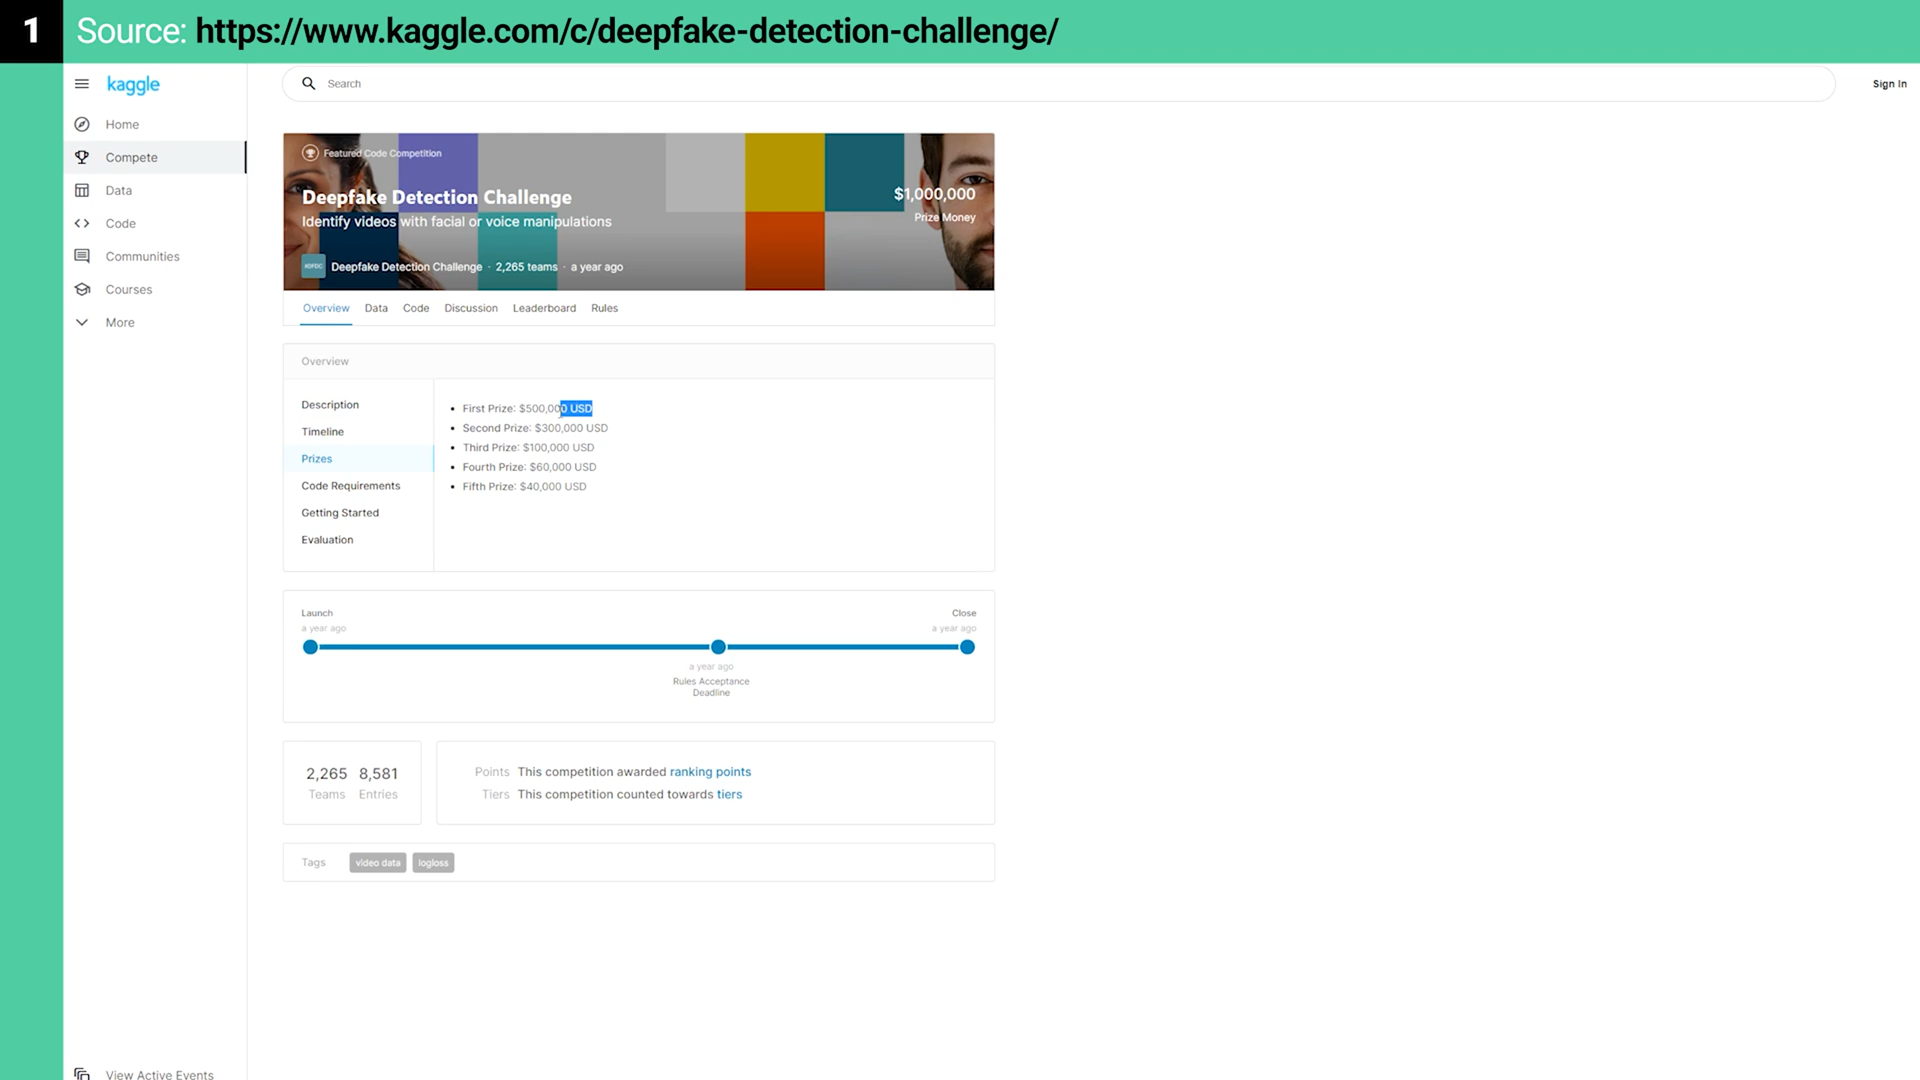 1
Source: https://www.kaggle.com/c/deepfake-detection-challenge/
kaggle
Search
Sign In
Home
Compete
Data
Code
Communities
Courses
More
View Active Events
Featured Code Competition
Deepfake Detection Challenge
Identify videos with facial or voice manipulations
$1,000,000
Prize Money
#DFDC
Deepfake Detection Challenge · 2,265 teams · a year ago
Overview Data Code Discussion Leaderboard Rules
Overview
Description
Timeline
Prizes
Code Requirements
Getting Started
Evaluation
• First Prize: $500,000 USD
• Second Prize: $300,000 USD
• Third Prize: $100,000 USD
• Fourth Prize: $60,000 USD
• Fifth Prize: $40,000 USD
Launch
a year ago
Close
a year ago
a year ago
Rules Acceptance
Deadline
2,265 8,581
Teams Entries
Points This competition awarded ranking points
Tiers This competition counted towards tiers
Tags video data logloss